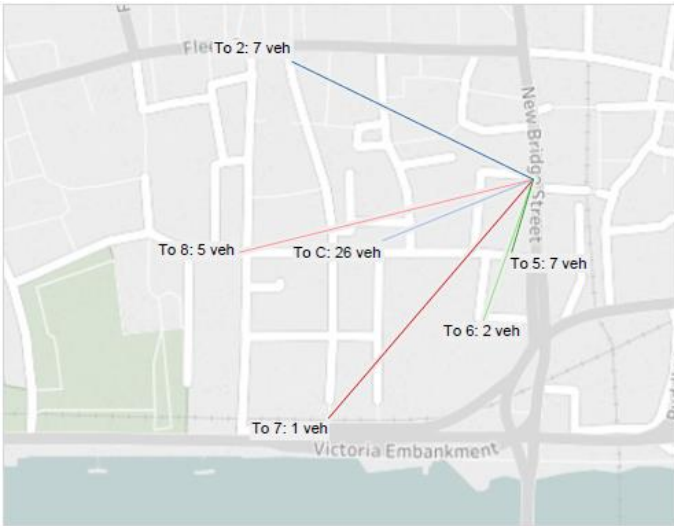 F
Flee
To 2: 7 veh
New Bridge Street
To 8: 5 veh
To C: 26 veh
To 5: 7 veh
To 6: 2 veh
To 7: 1 veh
Victoria Embankment